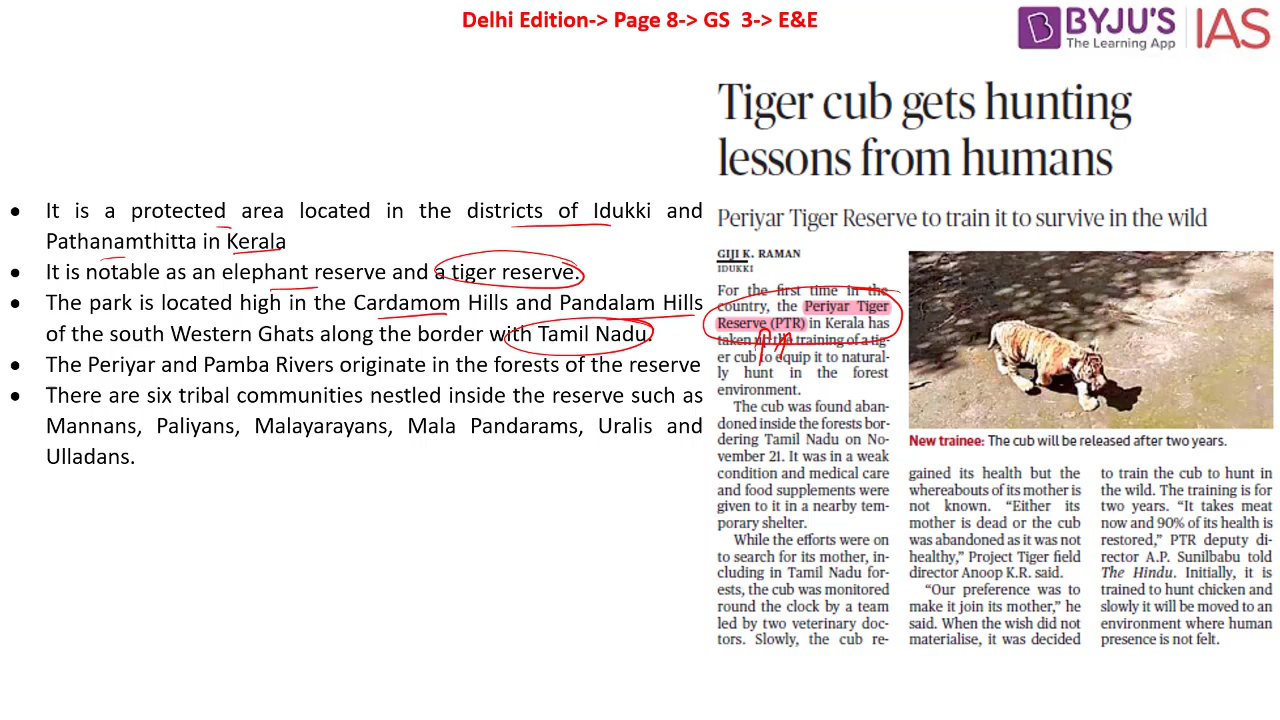 Delhi Edition-> Page 8-> GS 3-> E&E
BYJU'S
The Learning App
IAS
It is a protected area located in the districts of Idukki and
Pathanamthitta in Kerala
It is notable as an elephant reserve and a tiger reserve.
The park is located high in the Cardamom Hills and Pandalam Hills
of the south Western Ghats along the border with Tamil Nadu.
The Periyar and Pamba Rivers originate in the forests of the reserve
There are six tribal communities nestled inside the reserve such as
Mannans, Paliyans, Malayarayans, Mala Pandarams, Uralis and
Ulladans.
Tiger cub gets hunting
lessons from humans
Periyar Tiger Reserve to train it to survive in the wild
GIJI K. RAMAN
IDUKKI
For the first time in the
country, the Periyar Tiger
Reserve (PTR) in Kerala has
taken up the training of a tig-
er cub to equip it to natural-
ly hunt in the forest
environment.
The cub was found aban-
doned inside the forests bor-
dering Tamil Nadu on No-
vember 21. It was in a weak
condition and medical care
and food supplements were
given to it in a nearby tem-
porary shelter.
While the efforts were on
to search for its mother, in-
cluding in Tamil Nadu for-
ests, the cub was monitored
round the clock by a team
led by two veterinary doc-
tors. Slowly, the cub re-
New trainee: The cub will be released after two years.
gained its health but the
whereabouts of its mother is
not known. “Either its
mother is dead or the cub
was abandoned as it was not
healthy,” Project Tiger field
director Anoop K.R. said.
“Our preference was to
make it join its mother,” he
said. When the wish did not
materialise, it was decided
to train the cub to hunt in
the wild. The training is for
two years. “It takes meat
now and 90% of its health is
restored,” PTR deputy di-
rector A.P. Sunilbabu told
The Hindu. Initially, it is
trained to hunt chicken and
slowly it will be moved to an
environment where human
presence is not felt.